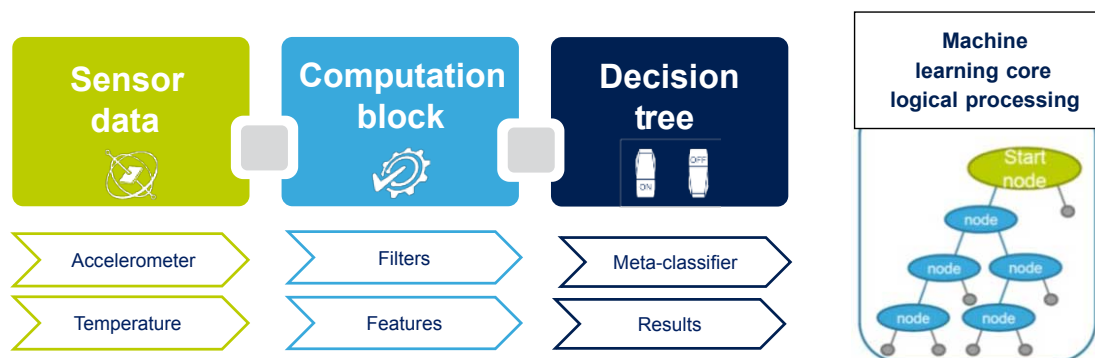 Sensor
data
Computation
block
Decision
tree
ON
OFF
Accelerometer
Temperature
Filters
Features
Meta-classifier
Results
Machine
learning core
logical processing
Start
node
node
node
node
node
node